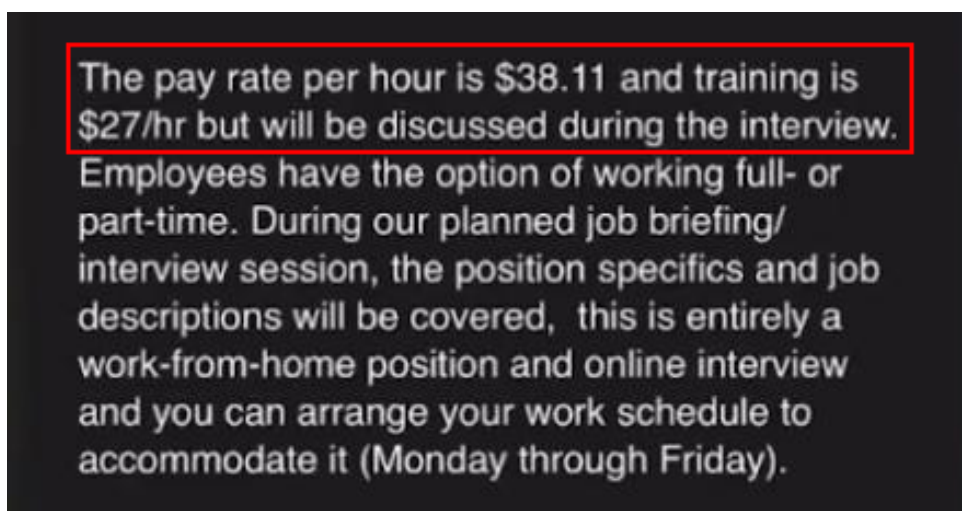 The pay rate per hour is $38.11 and training is
$27/hr but will be discussed during the interview.
Employees have the option of working full- or
part-time. During our planned job briefing/
interview session, the position specifics and job
descriptions will be covered,  this is entirely a
work-from-home position and online interview
and you can arrange your work schedule to
accommodate it (Monday through Friday).